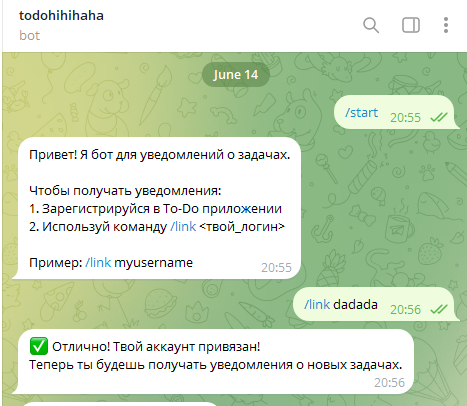 todohihihaha
bot
June 14
/start 20:55
Привет! Я бот для уведомлений о задачах.
Чтобы получать уведомления:
1. Зарегистрируйся в To-Do приложении
2. Используй команду /link <твой_логин>
Пример: /link myusername
20:55
/link dadada 20:56
✅ Отлично! Твой аккаунт привязан!
Теперь ты будешь получать уведомления о новых задачах.
20:56